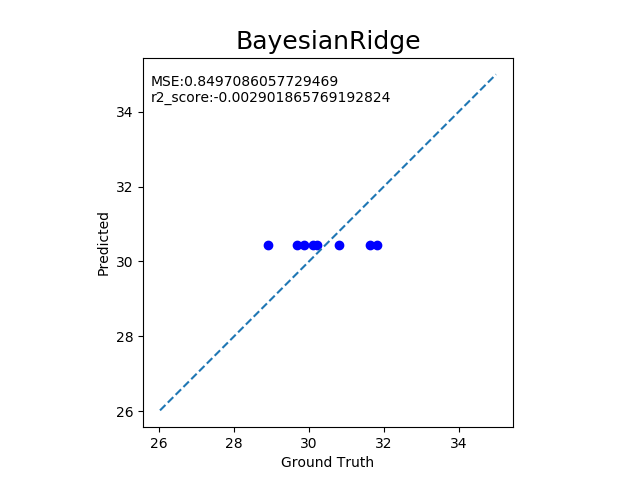 BayesianRidge
MSE:0.8497086057729469
r2_score:-0.002901865769192824
34
32
30
28
26
Predicted
26 28 30 32 34
Ground Truth